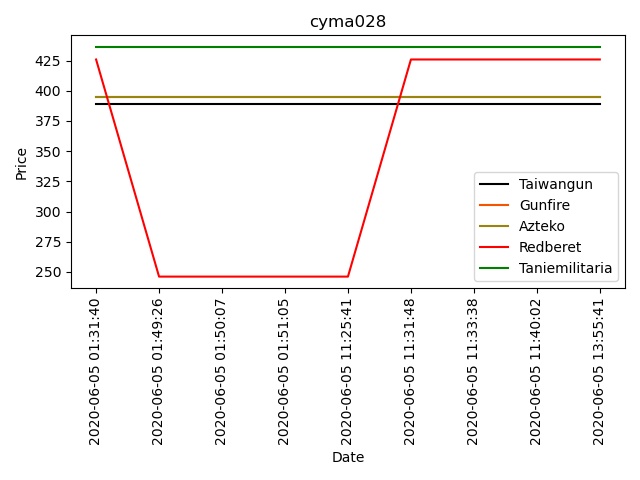 cyma028
Price
425
400
375
350
325
300
275
250
Taiwangun
Gunfire
Azteko
Redberet
Taniemilitaria
2020-06-05 01:31:40
2020-06-05 01:49:26
2020-06-05 01:50:07
2020-06-05 01:51:05
2020-06-05 11:25:41
2020-06-05 11:31:48
2020-06-05 11:33:38
2020-06-05 11:40:02
2020-06-05 13:55:41
Date